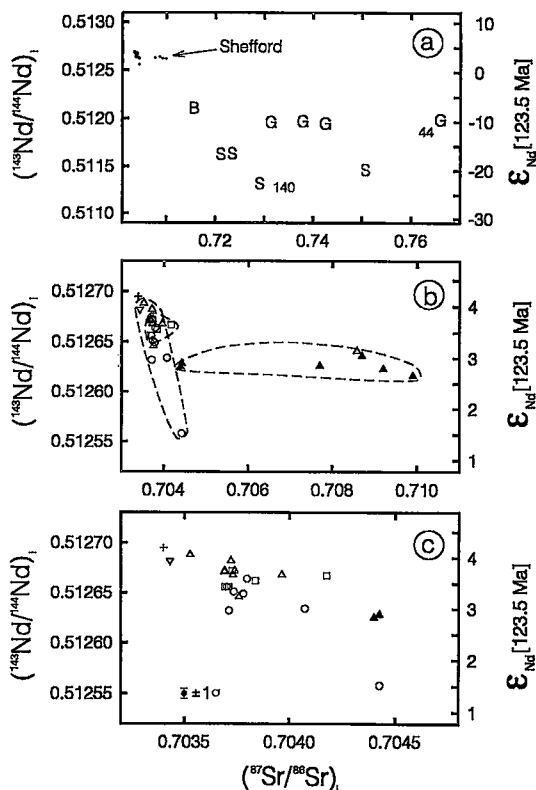 (¹⁴³Nd/¹⁴⁴Nd)ᵢ
0.5130
0.5125
0.5120
0.5115
0.5110
Shefford
a
B
G
G
G
G
44
S S
S
140
S
10
0
-10
-20
-30
ε Nd [123.5 Ma]
0.72
0.74
0.76
(¹⁴³Nd/¹⁴⁴Nd)ᵢ
0.51270
0.51265
0.51260
0.51255
b
4
3
2
1
ε Nd [123.5 Ma]
0.704
0.706
0.708
0.710
(¹⁴³Nd/¹⁴⁴Nd)ᵢ
0.51270
0.51265
0.51260
0.51255
±1σ
c
4
3
2
1
ε Nd [123.5 Ma]
0.7035
0.7040
0.7045
(⁸⁷Sr/⁸⁶Sr)ᵢ